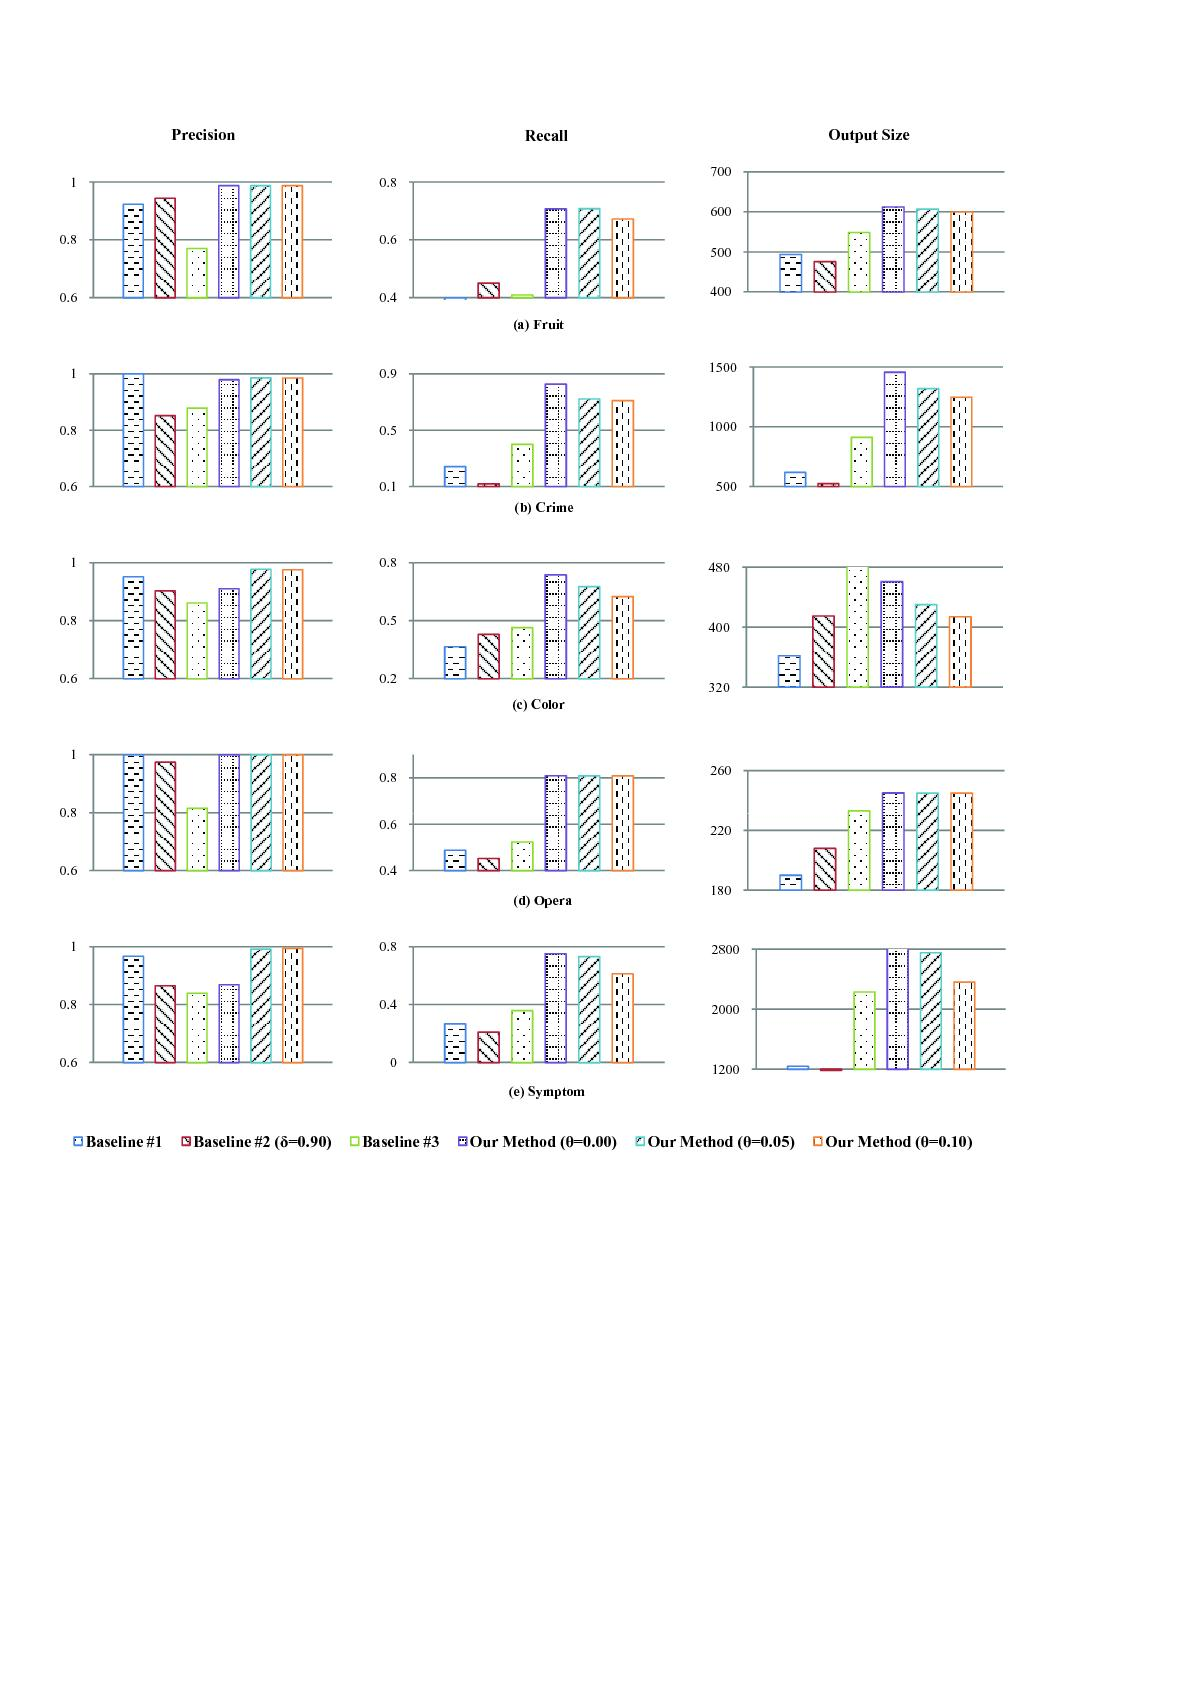 Precision Recall Output Size
1 0.8 0.6
0.8 0.6 0.4
700 600 500 400
(a) Fruit
1 0.8 0.6
0.9 0.5 0.1
1500 1000 500
(b) Crime
1 0.8 0.6
0.8 0.5 0.2
480 400 320
(c) Color
1 0.8 0.6
0.8 0.6 0.4
260 220 180
(d) Opera
1 0.8 0.6
0.8 0.4 0
2800 2000 1200
(e) Symptom
Baseline #1 Baseline #2 (δ=0.90) Baseline #3 Our Method (θ=0.00) Our Method (θ=0.05) Our Method (θ=0.10)